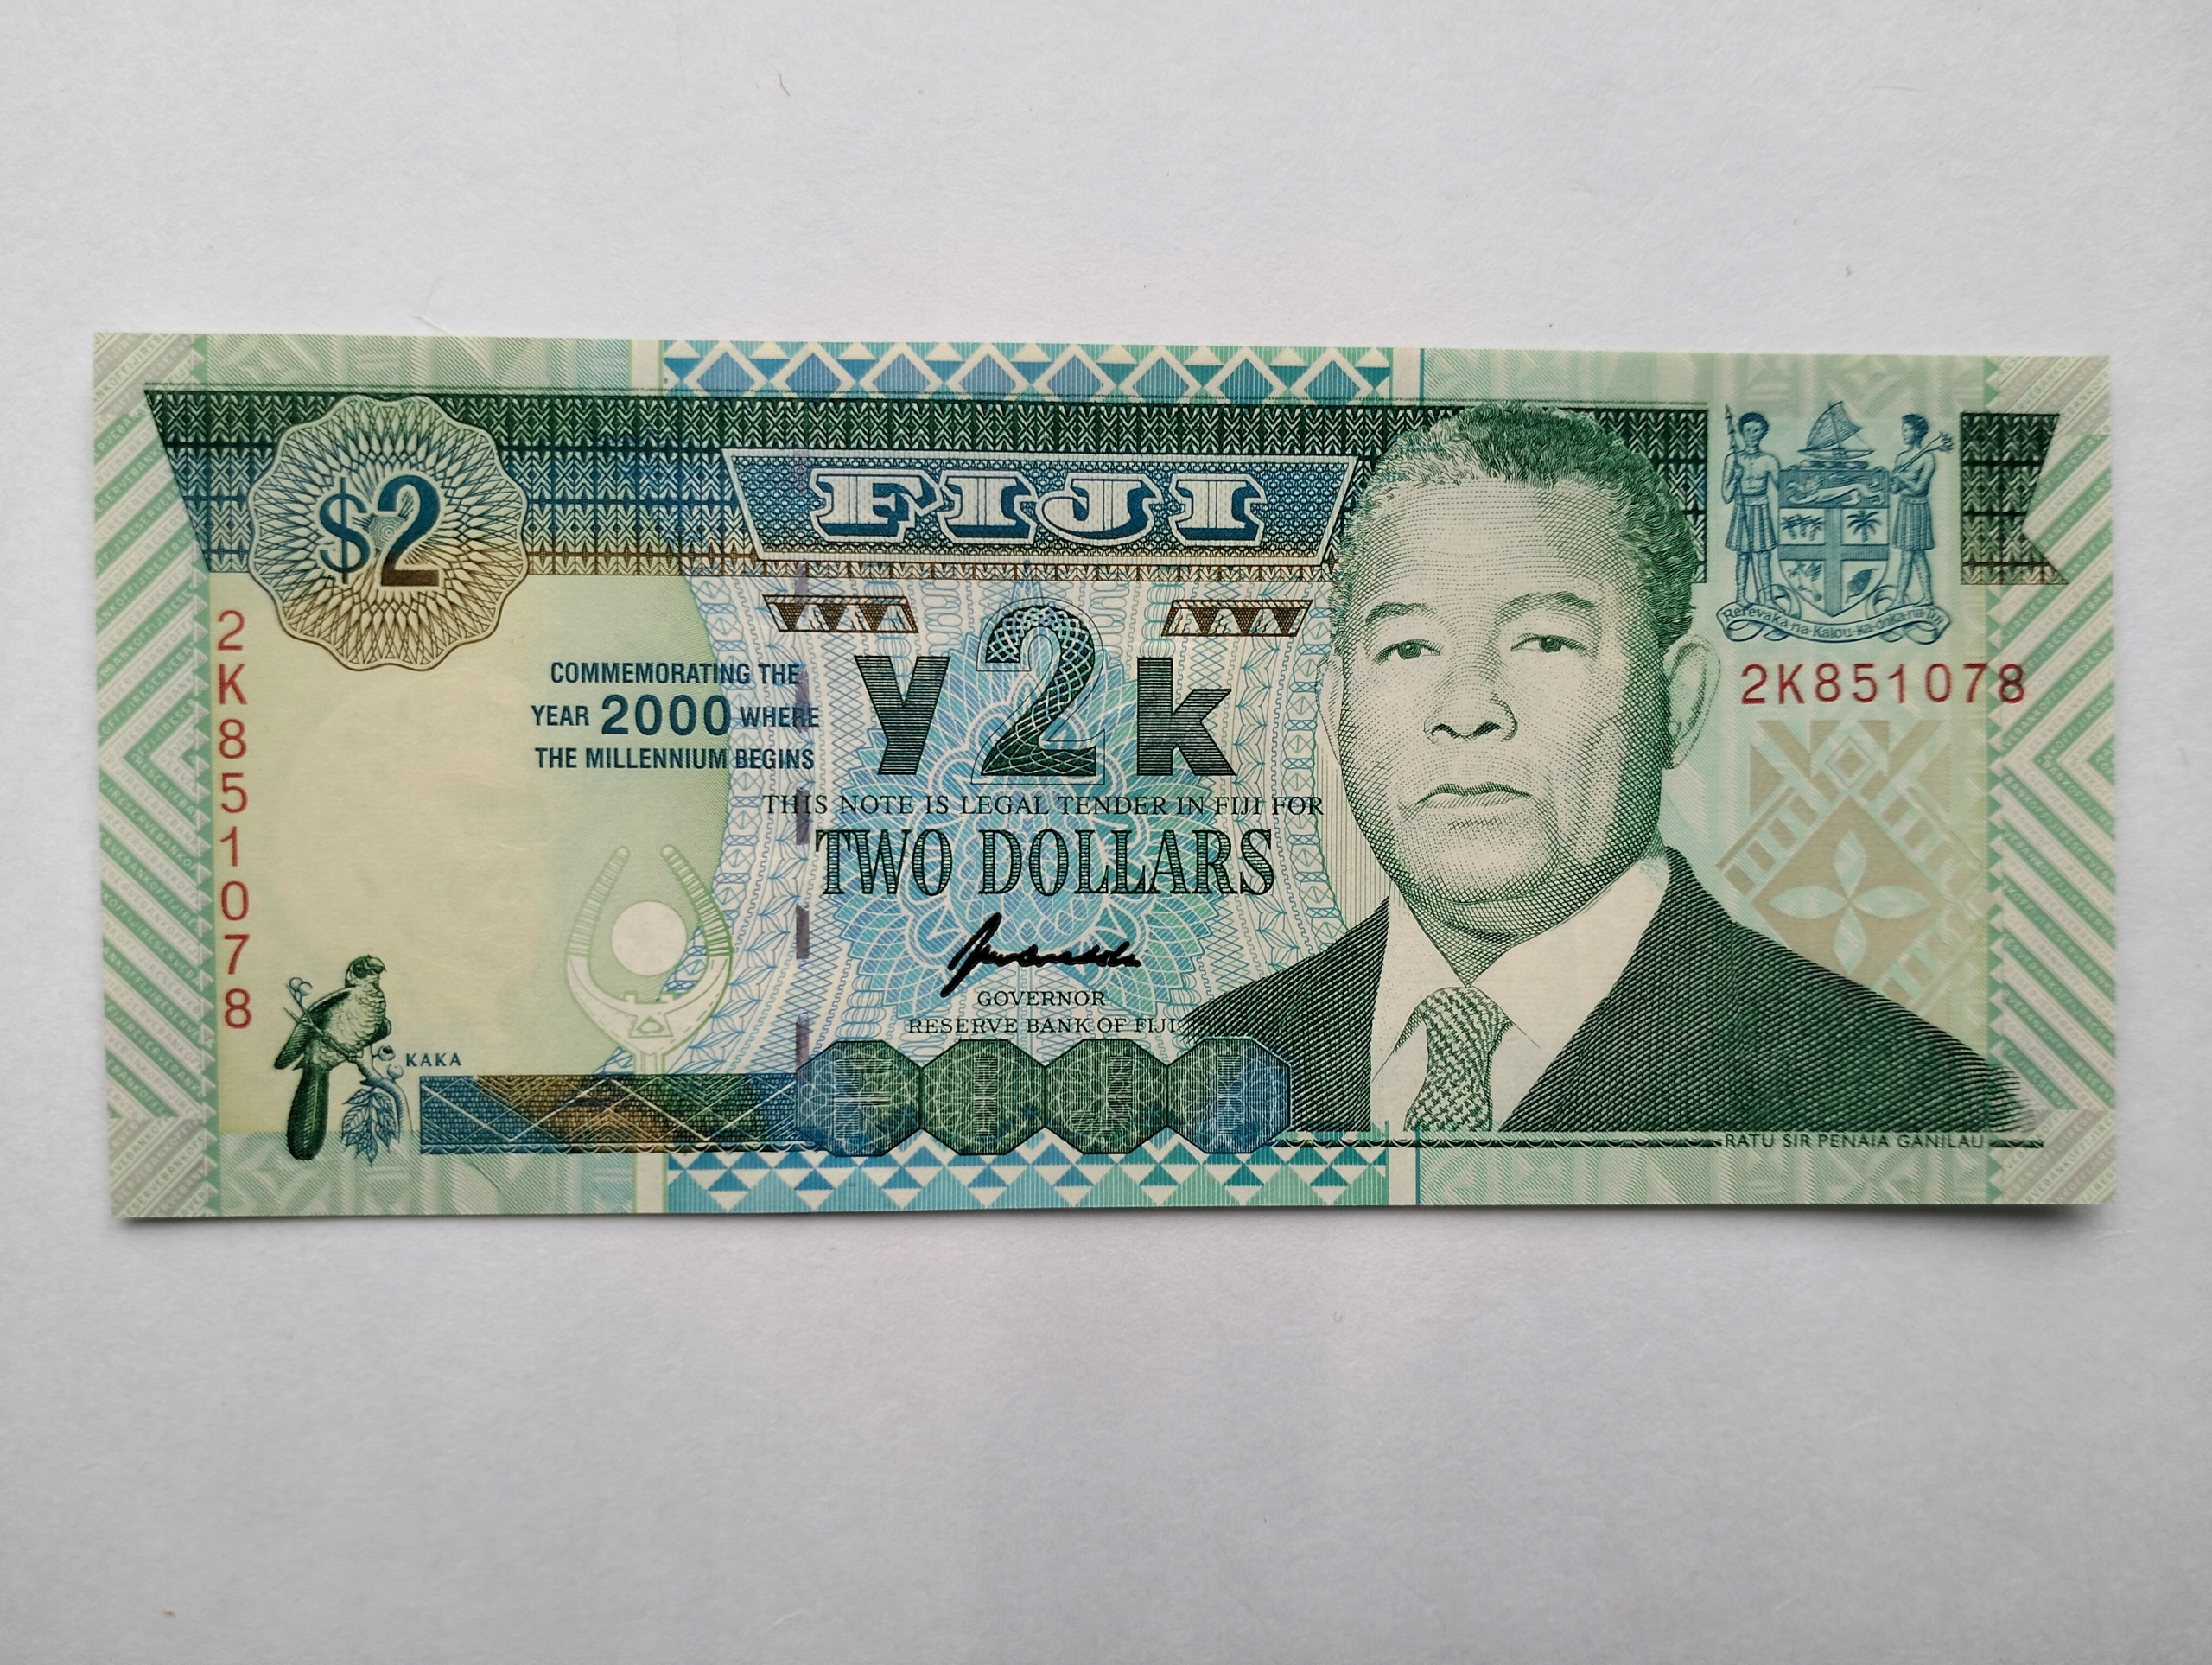 $2
FIJI
Rerevaka-na-Kalou-ka-doka-na-Tui
2K851078
2K851078
COMMEMORATING THE
YEAR 2000 WHERE
THE MILLENNIUM BEGINS
y2k
THIS NOTE IS LEGAL TENDER IN FIJI FOR
TWO DOLLARS
GOVERNOR
RESERVE BANK OF FIJI
KAKA
FIJI
RATU SIR PENAIA GANILAU